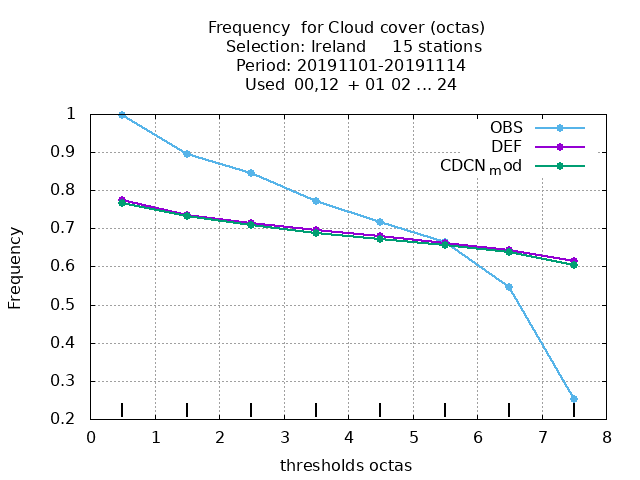 Frequency for Cloud cover (octas)
Selection: Ireland 15 stations
Period: 20191101-20191114
Used 00,12 + 01 02 ... 24
OBS
DEF
CDCN_mod
Frequency
1
0.9
0.8
0.7
0.6
0.5
0.4
0.3
0.2
0 1 2 3 4 5 6 7 8
thresholds octas